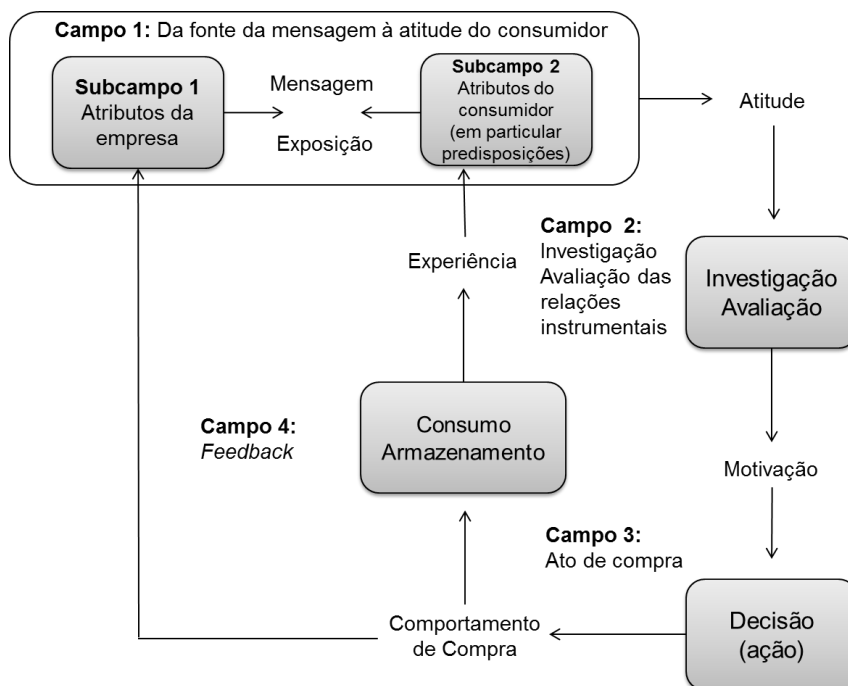 Campo 1: Da fonte da mensagem à atitude do consumidor
Subcampo 1
Atributos da
empresa
Mensagem
Exposição
Subcampo 2
Atributos do
consumidor
(em particular
predisposições)
Atitude
Campo 2:
Investigação
Avaliação das
relações
instrumentais
Investigação
Avaliação
Experiência
Campo 4:
Feedback
Consumo
Armazenamento
Motivação
Campo 3:
Ato de compra
Comportamento
de Compra
Decisão
(ação)